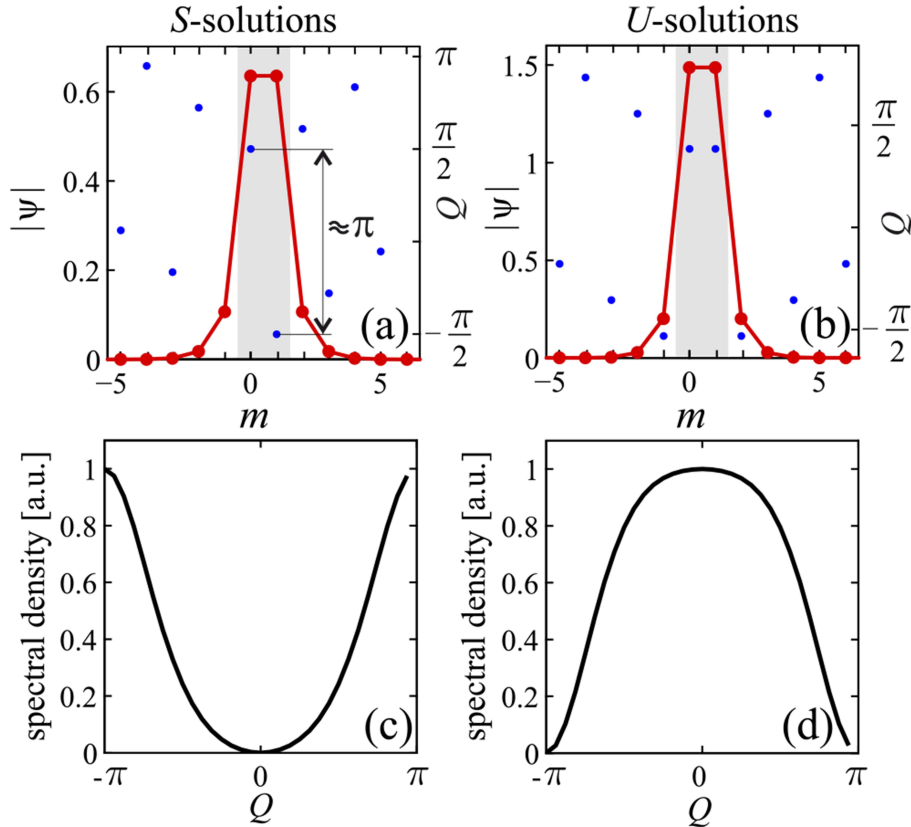 S-solutions
U-solutions
0.6
0.4
0.2
0
|ψ|
-5
0
5
m
π
π/2
-π/2
Q
≈π
(a)
1.5
1
0.5
0
|ψ|
-5
0
5
m
π/2
-π/2
Q
(b)
1
0.8
0.6
0.4
0.2
0
spectral density [a.u.]
-π
0
π
Q
(c)
1
0.8
0.6
0.4
0.2
0
spectral density [a.u.]
-π
0
π
Q
(d)